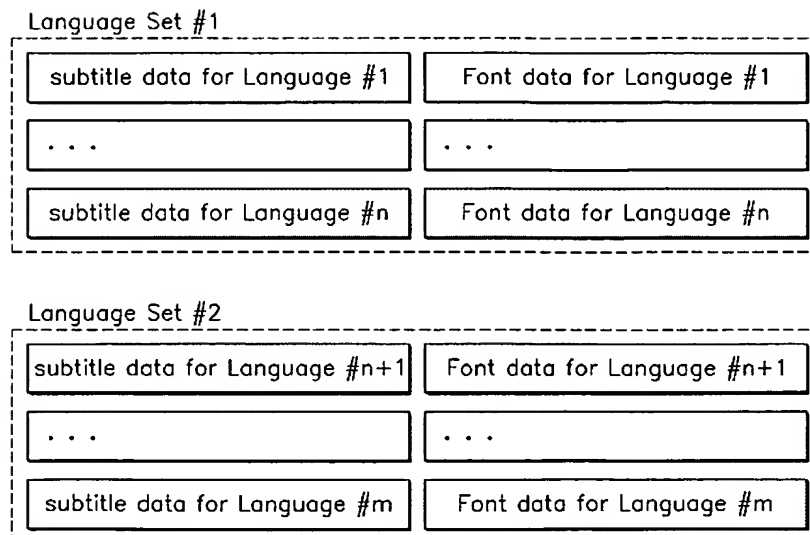 Language Set #1
subtitle data for Language #1 Font data for Language #1
. . . . . .
subtitle data for Language #n Font data for Language #n
Language Set #2
subtitle data for Language #n+1 Font data for Language #n+1
. . . . . .
subtitle data for Language #m Font data for Language #m